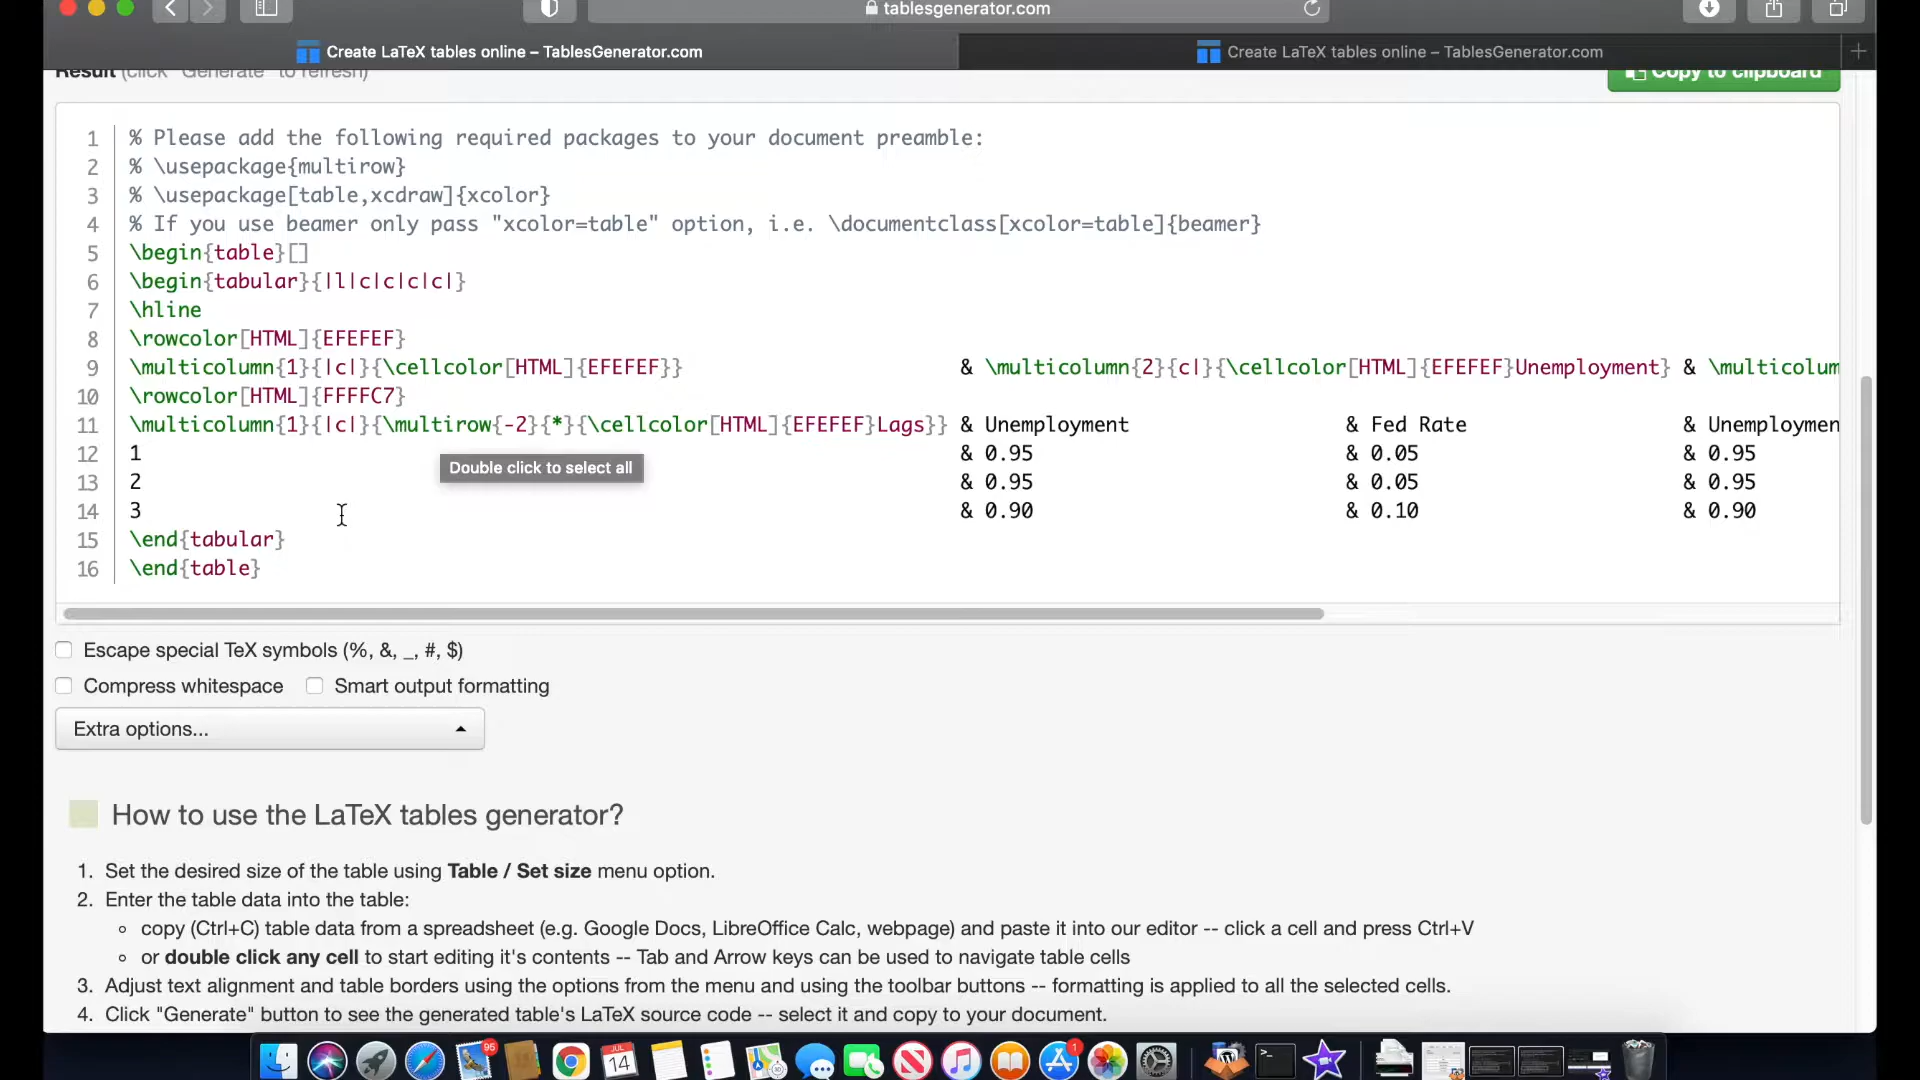 tablesgenerator.com
Create LaTeX tables online – TablesGenerator.com
Create LaTeX tables online – TablesGenerator.com
Result (click "Generate" to refresh)
Copy to clipboard
1 % Please add the following required packages to your document preamble:
2 % \usepackage{multirow}
3 % \usepackage[table,xcdraw]{xcolor}
4 % If you use beamer only pass "xcolor=table" option, i.e. \documentclass[xcolor=table]{beamer}
5 \begin{table}[]
6 \begin{tabular}{|l|c|c|c|c|}
7 \hline
8 \rowcolor[HTML]{EFEFEF}
9 \multicolumn{1}{|c|}{\cellcolor[HTML]{EFEFEF}} & \multicolumn{2}{c|}{\cellcolor[HTML]{EFEFEF}Unemployment} & \multicolum
10 \rowcolor[HTML]{FFFFC7}
11 \multicolumn{1}{|c|}{\multirow{-2}{*}{\cellcolor[HTML]{EFEFEF}Lags}} & Unemployment & Fed Rate & Unemploymen
12 1 & 0.95 & 0.05 & 0.95
Double click to select all
13 2 & 0.95 & 0.05 & 0.95
14 3 & 0.90 & 0.10 & 0.90
15 \end{tabular}
16 \end{table}
Escape special TeX symbols (%, &, _, #, $)
Compress whitespace Smart output formatting
Extra options...
How to use the LaTeX tables generator?
1. Set the desired size of the table using Table / Set size menu option.
2. Enter the table data into the table:
copy (Ctrl+C) table data from a spreadsheet (e.g. Google Docs, LibreOffice Calc, webpage) and paste it into our editor -- click a cell and press Ctrl+V
or double click any cell to start editing it's contents -- Tab and Arrow keys can be used to navigate table cells
3. Adjust text alignment and table borders using the options from the menu and using the toolbar buttons -- formatting is applied to all the selected cells.
4. Click "Generate" button to see the generated table's LaTeX source code -- select it and copy to your document.
95
JUL
14
1